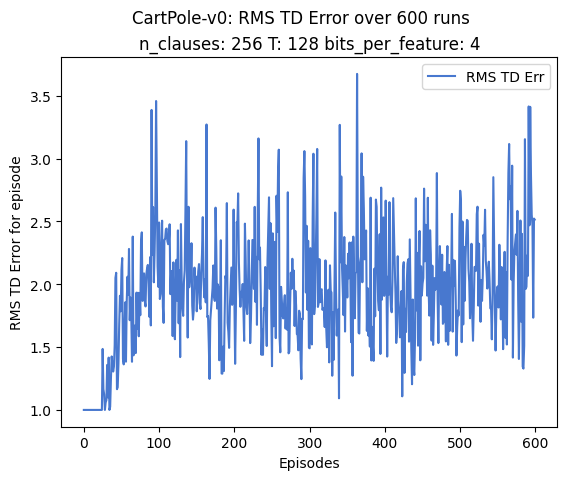 CartPole-v0: RMS TD Error over 600 runs
n_clauses: 256 T: 128 bits_per_feature: 4
RMS TD Err
RMS TD Error for episode
3.5
3.0
2.5
2.0
1.5
1.0
0
100
200
300
400
500
600
Episodes